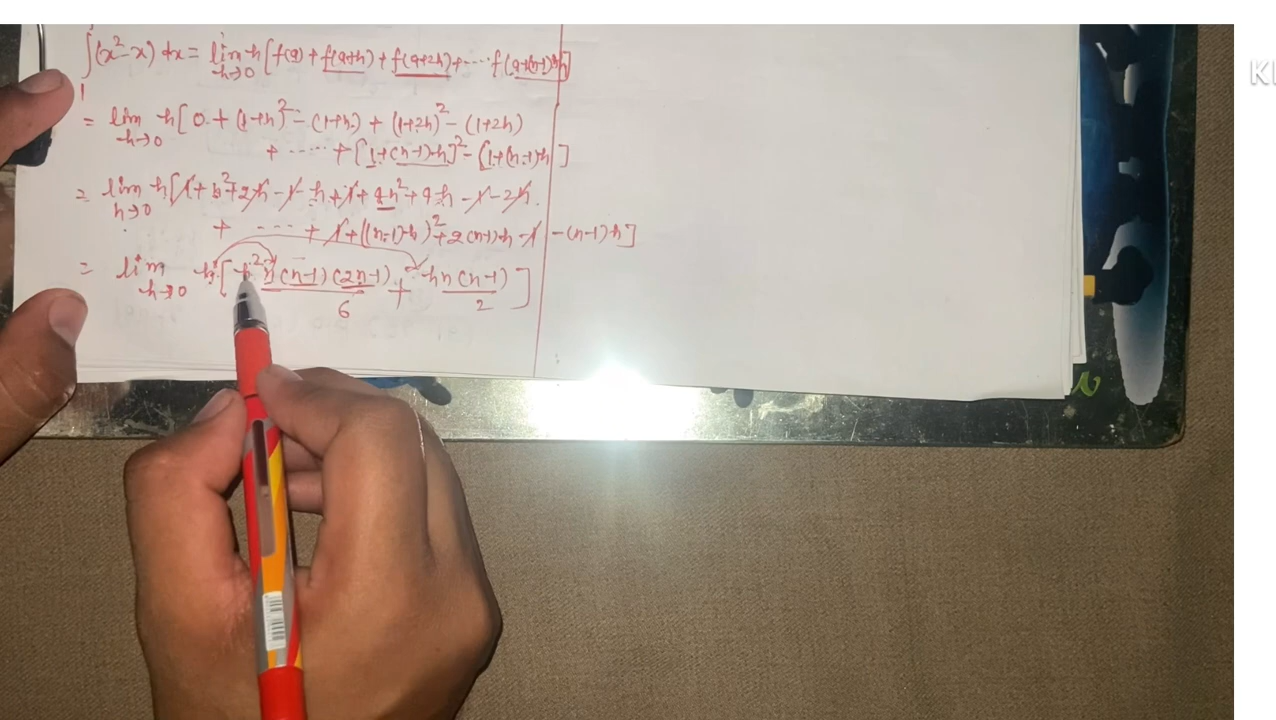 ∫(x²-x) dx = lim h→0 h[f(a) + f(a+h) + f(a+2h) + ····· f(a+(n-1)h)]
1
= lim h→0 h[0 + (1+h)² - (1+h) + (1+2h)² - (1+2h)
+ ····· + [1+(n-1)·h]² - (1+(n-1)h]
= lim h→0 h[1 + h² + 2h - 1 - h + 1 + 4h² + 4h - 1 - 2h
+ ····· + 1 + ((n-1)·h)² + 2(n-1)·h - 1 - (n-1)·h]
= lim h→0 h[h² n(n-1)(2n-1)/6 + hn(n-1)/2]